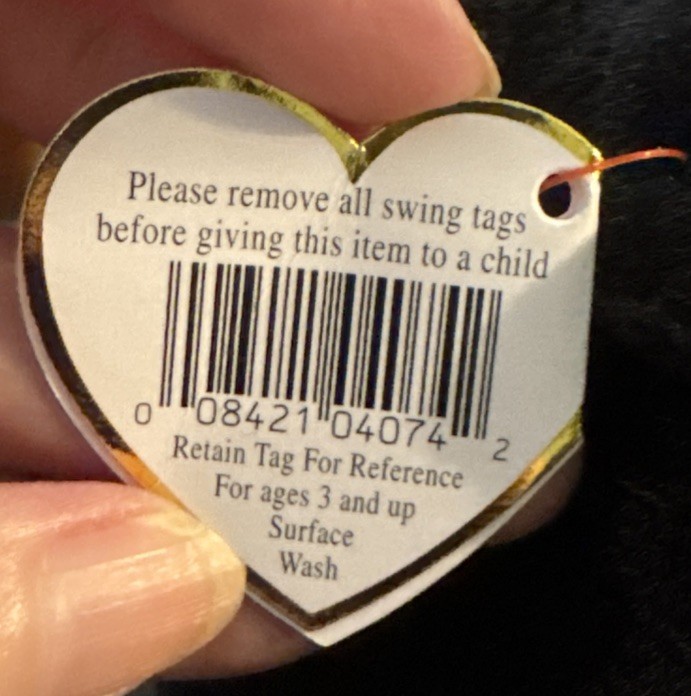 Please remove all swing tags
before giving this item to a child
0 08421 04074 2
Retain Tag For Reference
For ages 3 and up
Surface
Wash